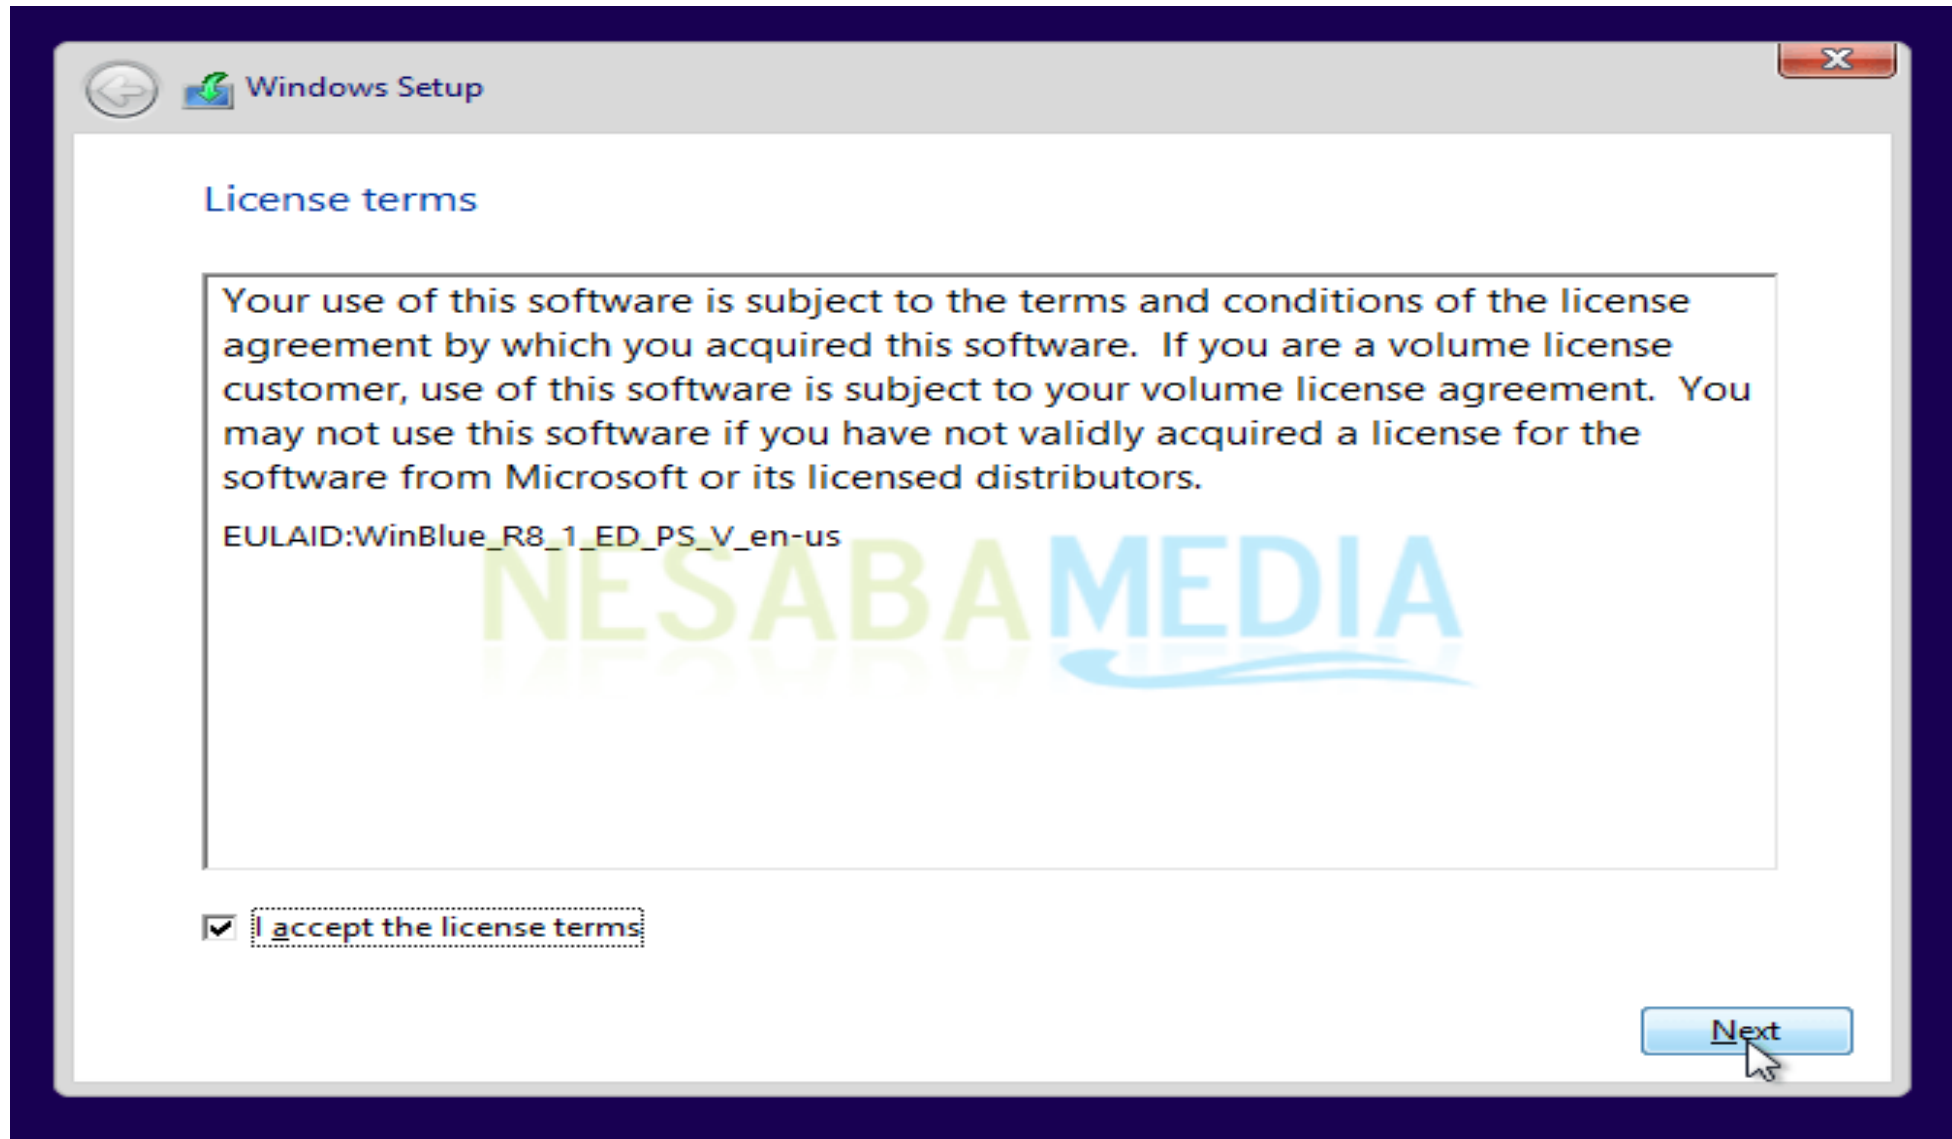 Windows Setup
License terms
Your use of this software is subject to the terms and conditions of the license
agreement by which you acquired this software.  If you are a volume license
customer, use of this software is subject to your volume license agreement.  You
may not use this software if you have not validly acquired a license for the
software from Microsoft or its licensed distributors.
EULAID:WinBlue_R8_1_ED_PS_V_en-us
NESABAMEDIA
I accept the license terms
Next